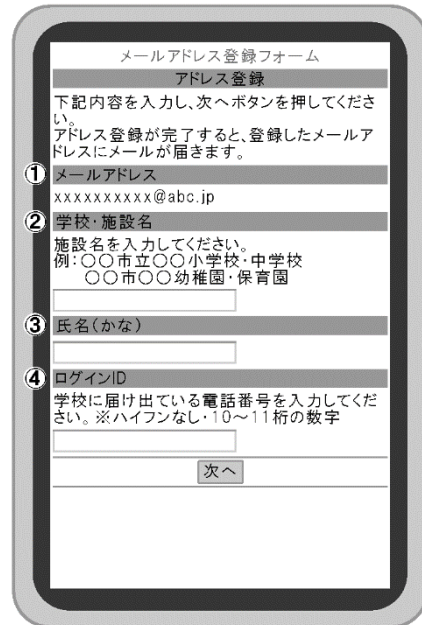 メールアドレス登録フォーム
アドレス登録
下記内容を入力し、次へボタンを押してくださ
い。
アドレス登録が完了すると、登録したメールア
ドレスにメールが届きます。
① メールアドレス
xxxxxxxxxx@abc.jp
② 学校・施設名
施設名を入力してください。
例:○○市立○○小学校・中学校
○○市○○幼稚園・保育園
③ 氏名(かな)
④ ログインID
学校に届け出ている電話番号を入力してくだ
さい。※ハイフンなし・10~11桁の数字
次へ